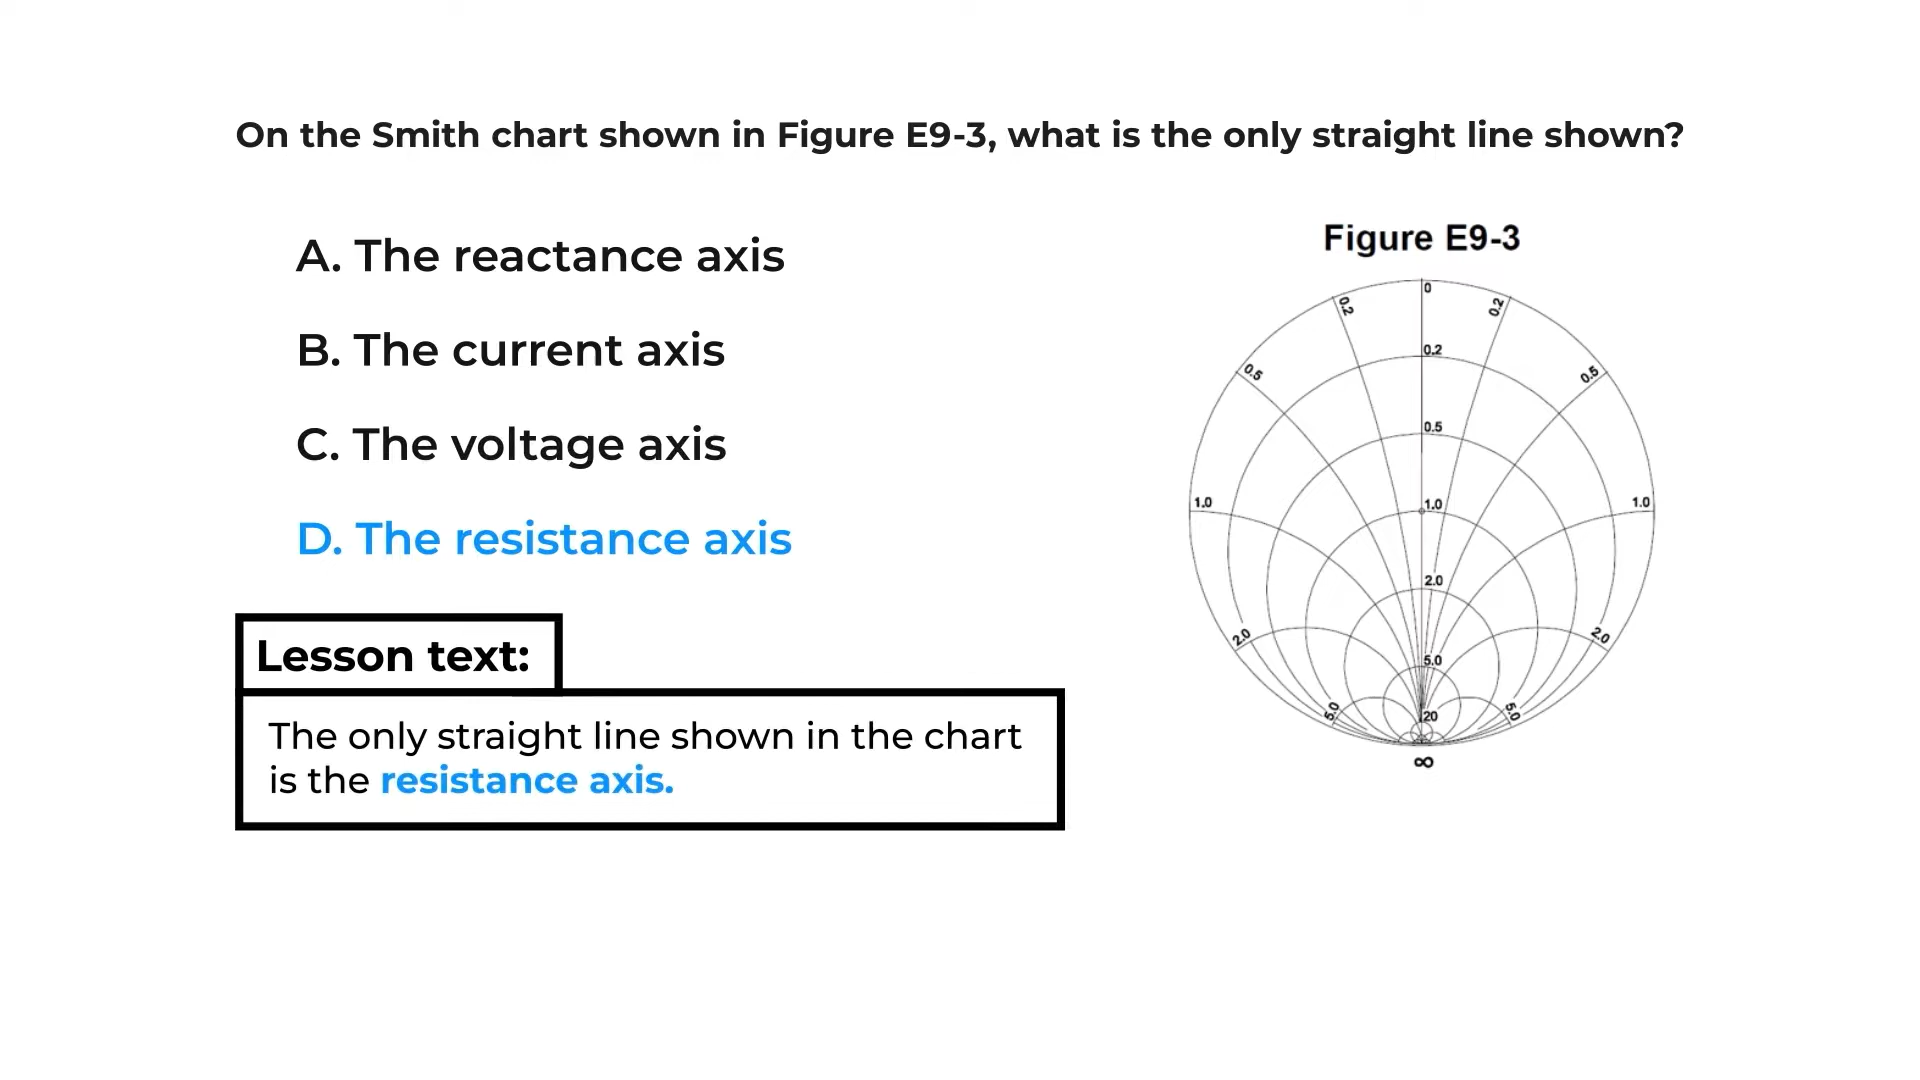 On the Smith chart shown in Figure E9-3, what is the only straight line shown?
A. The reactance axis
B. The current axis
C. The voltage axis
D. The resistance axis
Lesson text:
The only straight line shown in the chart
is the resistance axis.
Figure E9-3
0
0.2
0.2
0.2
0.5
0.5
0.5
1.0
1.0
1.0
2.0
2.0
2.0
5.0
5.0
5.0
20
∞